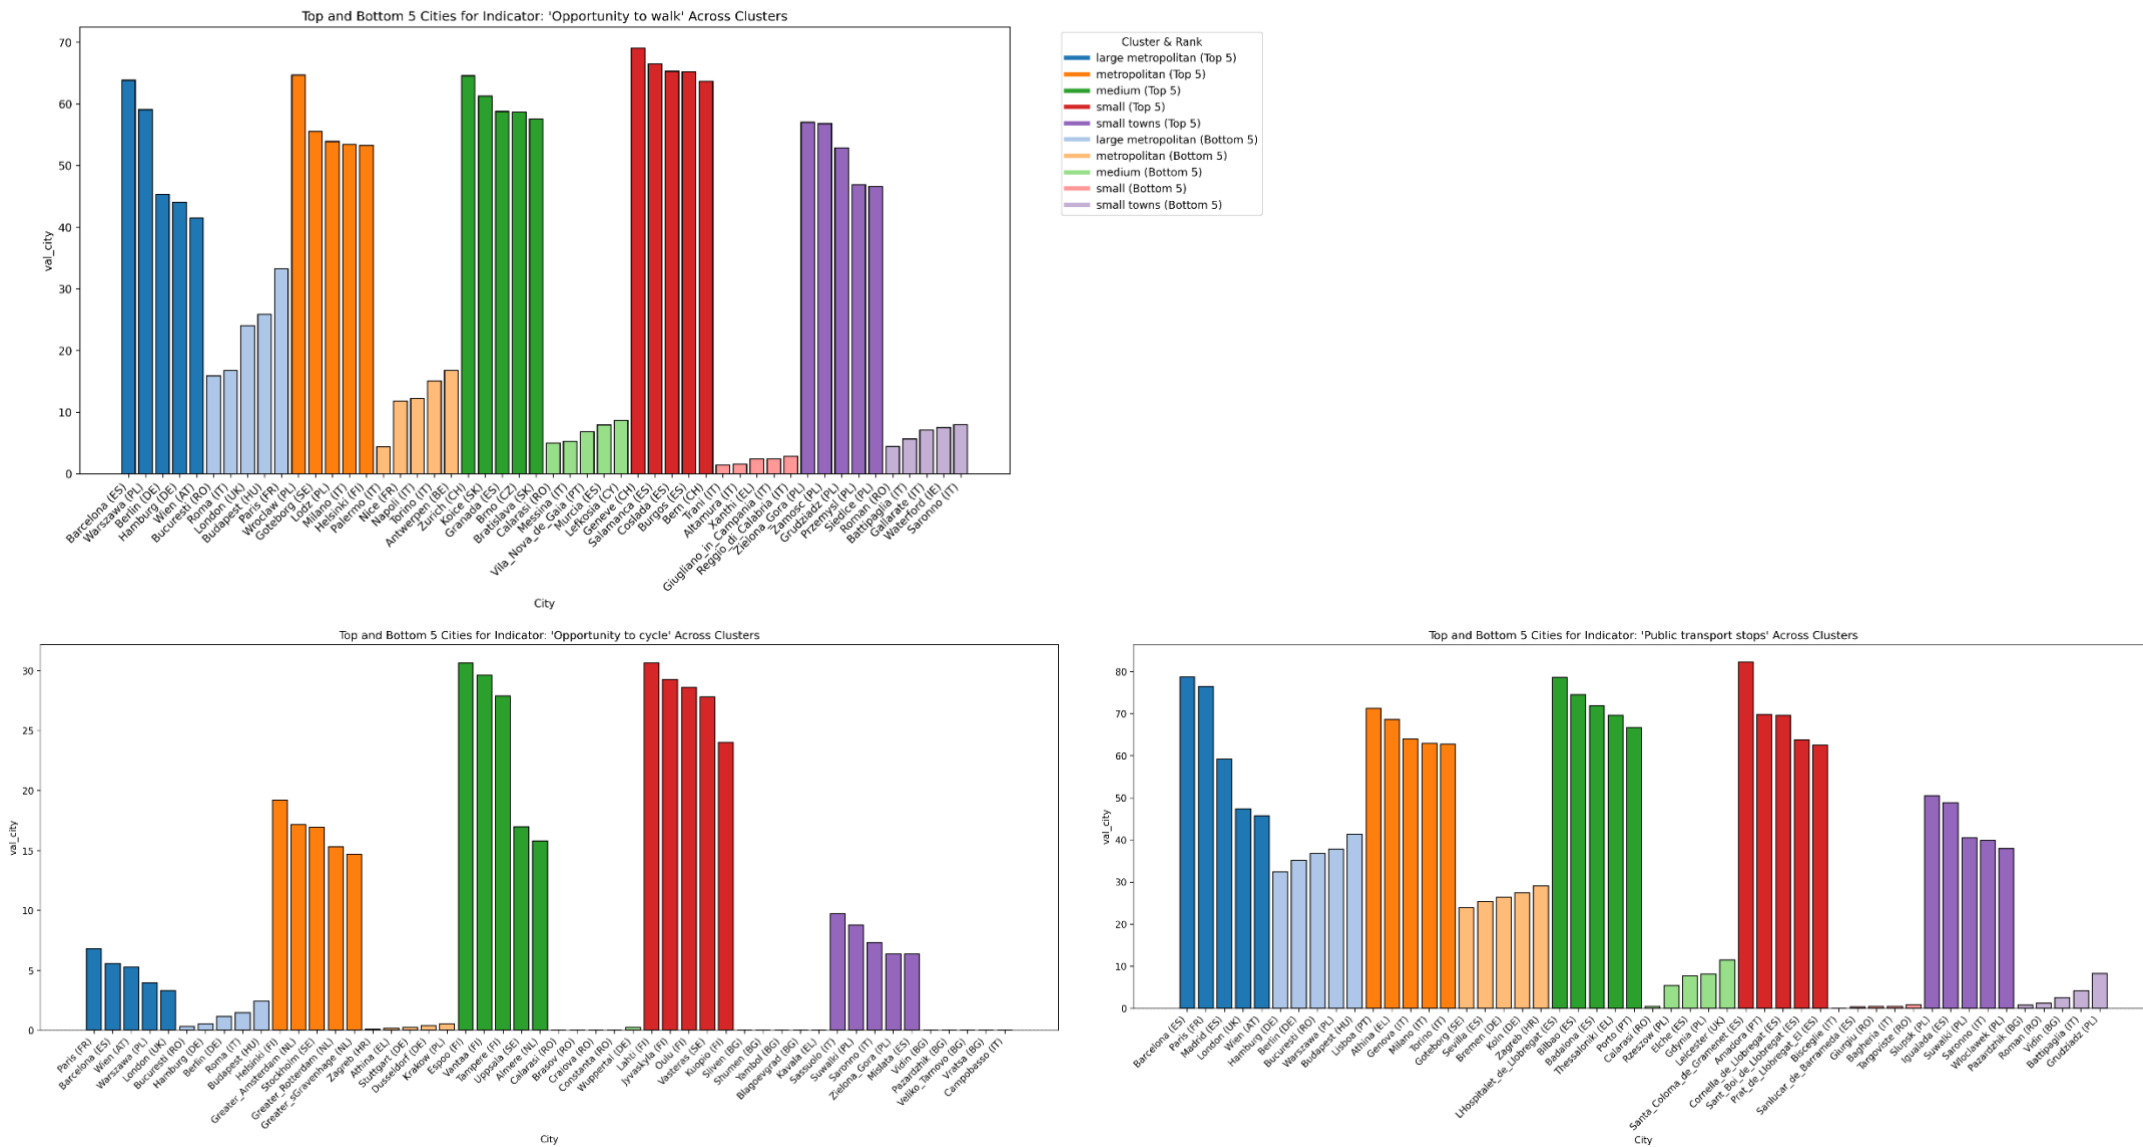 Top and Bottom 5 Cities for Indicator: 'Opportunity to walk' Across Clusters
val_city
70
60
50
40
30
20
10
0
Barcelona (ES)
Warszawa (PL)
Berlin (DE)
Hamburg (DE)
Wien (AT)
Bucuresti (RO)
Roma (IT)
London (UK)
Budapest (HU)
Paris (FR)
Wroclaw (PL)
Goteborg (SE)
Lodz (PL)
Milano (IT)
Helsinki (FI)
Palermo (IT)
Nice (FR)
Napoli (IT)
Torino (IT)
Antwerpen (BE)
Zurich (CH)
Koice (SK)
Granada (ES)
Brno (CZ)
Bratislava (SK)
Calarasi (RO)
Messina (IT)
Vila_Nova_de_Gaia (PT)
Murcia (ES)
Lefkosia (CY)
Geneve (CH)
Salamanca (ES)
Coslada (ES)
Burgos (ES)
Bern (CH)
Trani (IT)
Altamura (IT)
Xanthi (EL)
Giugliano_in_Campania (IT)
Reggio_di_Calabria (IT)
Zielona_Gora (PL)
Zamosc (PL)
Grudziadz (PL)
Przemysl (PL)
Siedlce (PL)
Roman (RO)
Battipaglia (IT)
Gallarate (IT)
Waterford (IE)
Saronno (IT)
City
Cluster & Rank
large metropolitan (Top 5)
metropolitan (Top 5)
medium (Top 5)
small (Top 5)
small towns (Top 5)
large metropolitan (Bottom 5)
metropolitan (Bottom 5)
medium (Bottom 5)
small (Bottom 5)
small towns (Bottom 5)
Top and Bottom 5 Cities for Indicator: 'Opportunity to cycle' Across Clusters
val_city
30
25
20
15
10
5
0
Paris (FR)
Barcelona (ES)
Wien (AT)
Warszawa (PL)
London (UK)
Bucuresti (RO)
Hamburg (DE)
Berlin (DE)
Roma (IT)
Budapest (HU)
Helsinki (FI)
Greater_Amsterdam (NL)
Stockholm (SE)
Greater_Rotterdam (NL)
Greater_sGravenhage (NL)
Zagreb (HR)
Athina (EL)
Stuttgart (DE)
Dusseldorf (DE)
Krakow (PL)
Espoo (FI)
Vantaa (FI)
Tampere (FI)
Uppsala (SE)
Almere (NL)
Calarasi (RO)
Brasov (RO)
Craiova (RO)
Constanta (RO)
Wuppertal (DE)
Lahti (FI)
Jyvaskyla (FI)
Oulu (FI)
Vasteras (SE)
Kuopio (FI)
Sliven (BG)
Shumen (BG)
Yambol (BG)
Blagoevgrad (BG)
Kavala (EL)
Sassuolo (IT)
Suwalki (PL)
Saronno (IT)
Zielona_Gora (PL)
Mislata (ES)
Vidin (BG)
Pazardzhik (BG)
Veliko_Tarnovo (BG)
Vratsa (BG)
Campobasso (IT)
City
Top and Bottom 5 Cities for Indicator: 'Public transport stops' Across Clusters
val_city
80
70
60
50
40
30
20
10
0
Barcelona (ES)
Paris (FR)
Madrid (ES)
London (UK)
Wien (AT)
Hamburg (DE)
Berlin (DE)
Bucuresti (RO)
Warszawa (PL)
Budapest (HU)
Lisboa (PT)
Athina (EL)
Genova (IT)
Milano (IT)
Torino (IT)
Goteborg (SE)
Sevilla (ES)
Bremen (DE)
Koln (DE)
Zagreb (HR)
LHospitalet_de_Llobregat (ES)
Bilbao (ES)
Badalona (ES)
Thessaloniki (EL)
Porto (PT)
Calarasi (RO)
Rzeszow (PL)
Elche (ES)
Gdynia (PL)
Leicester (UK)
Santa_Coloma_de_Gramenet (ES)
Amadora (PT)
Cornella_de_Llobregat (ES)
Sant_Boi_de_Llobregat (ES)
Prat_de_Llobregat_El (ES)
Bisceglie (IT)
Sanlucar_de_Barrameda (ES)
Giurgiu (RO)
Bagheria (IT)
Targoviste (RO)
Slupsk (PL)
Igualada (ES)
Suwalki (PL)
Saronno (IT)
Wloclawek (PL)
Pazardzhik (BG)
Roman (RO)
Vidin (BG)
Battipaglia (IT)
Grudziadz (PL)
City